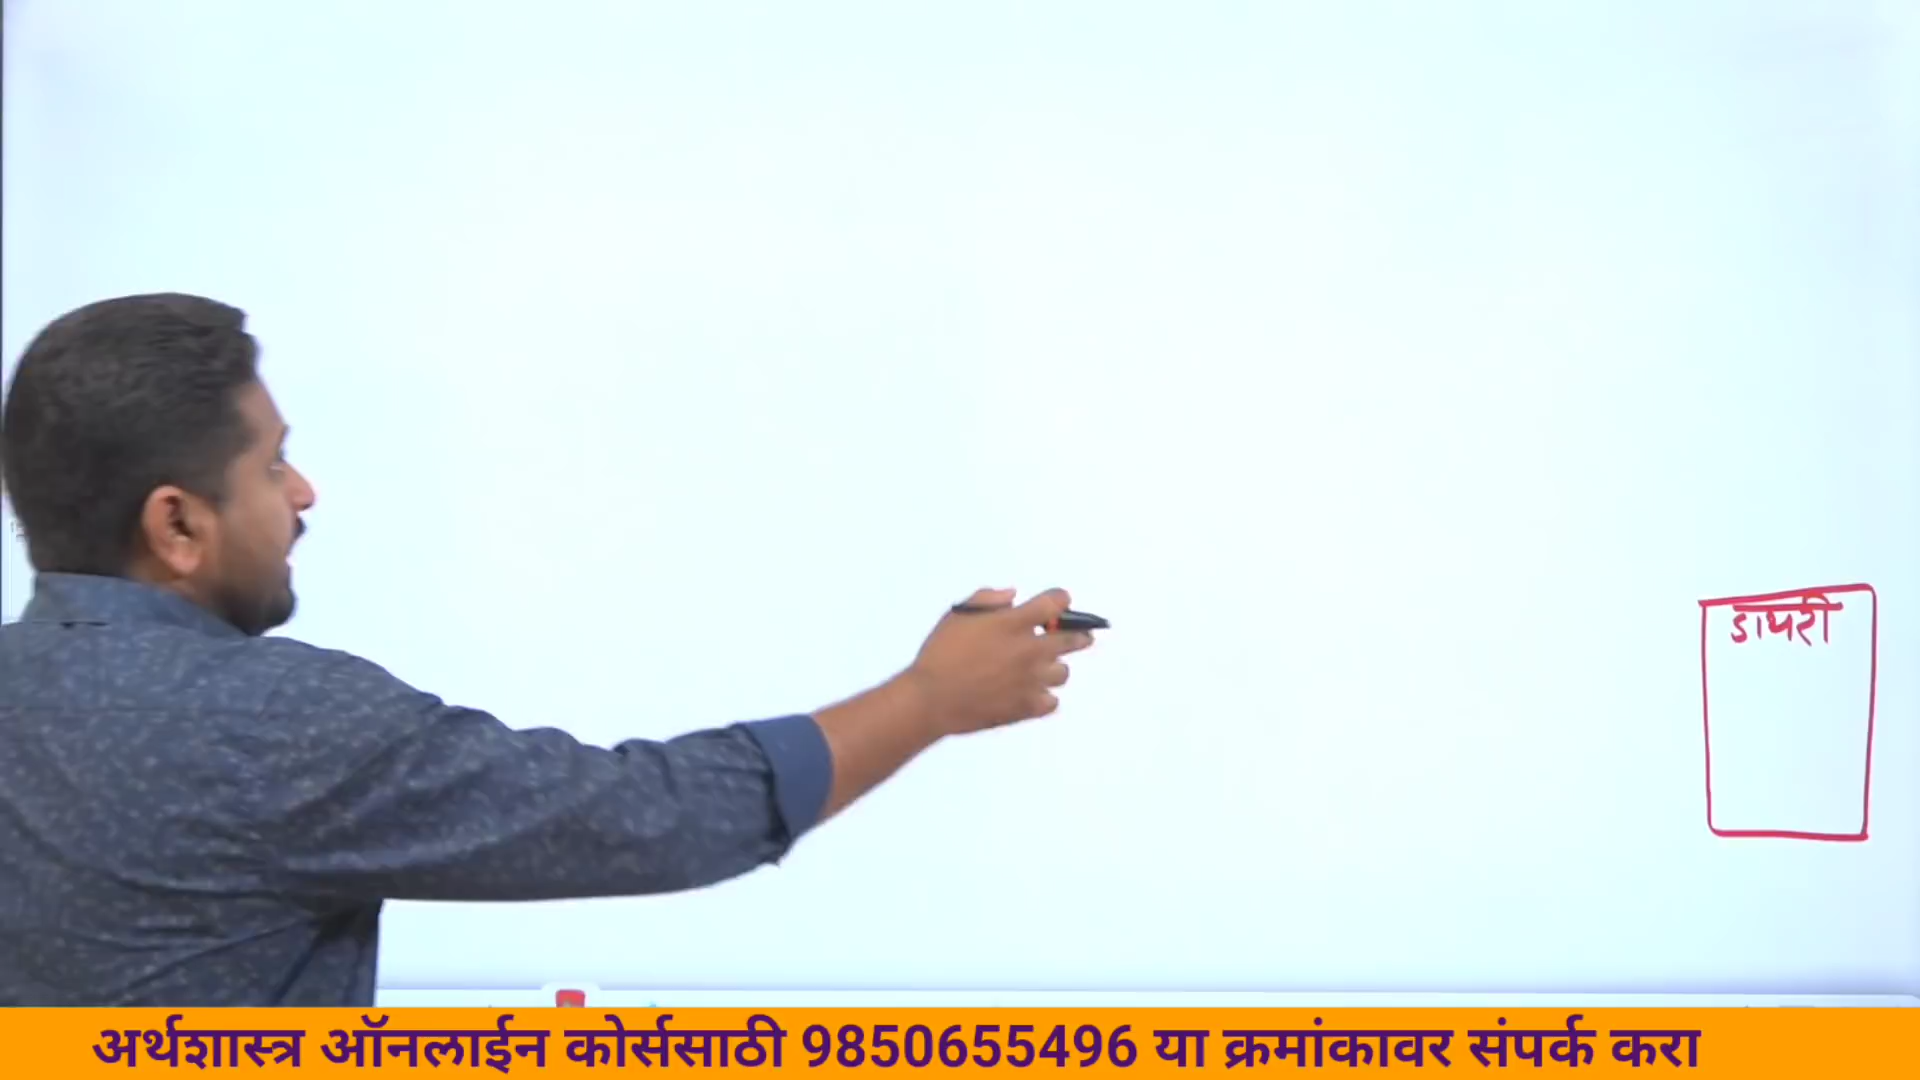 डायरी
अर्थशास्त्र ऑनलाईन कोर्ससाठी 9850655496 या क्रमांकावर संपर्क करा